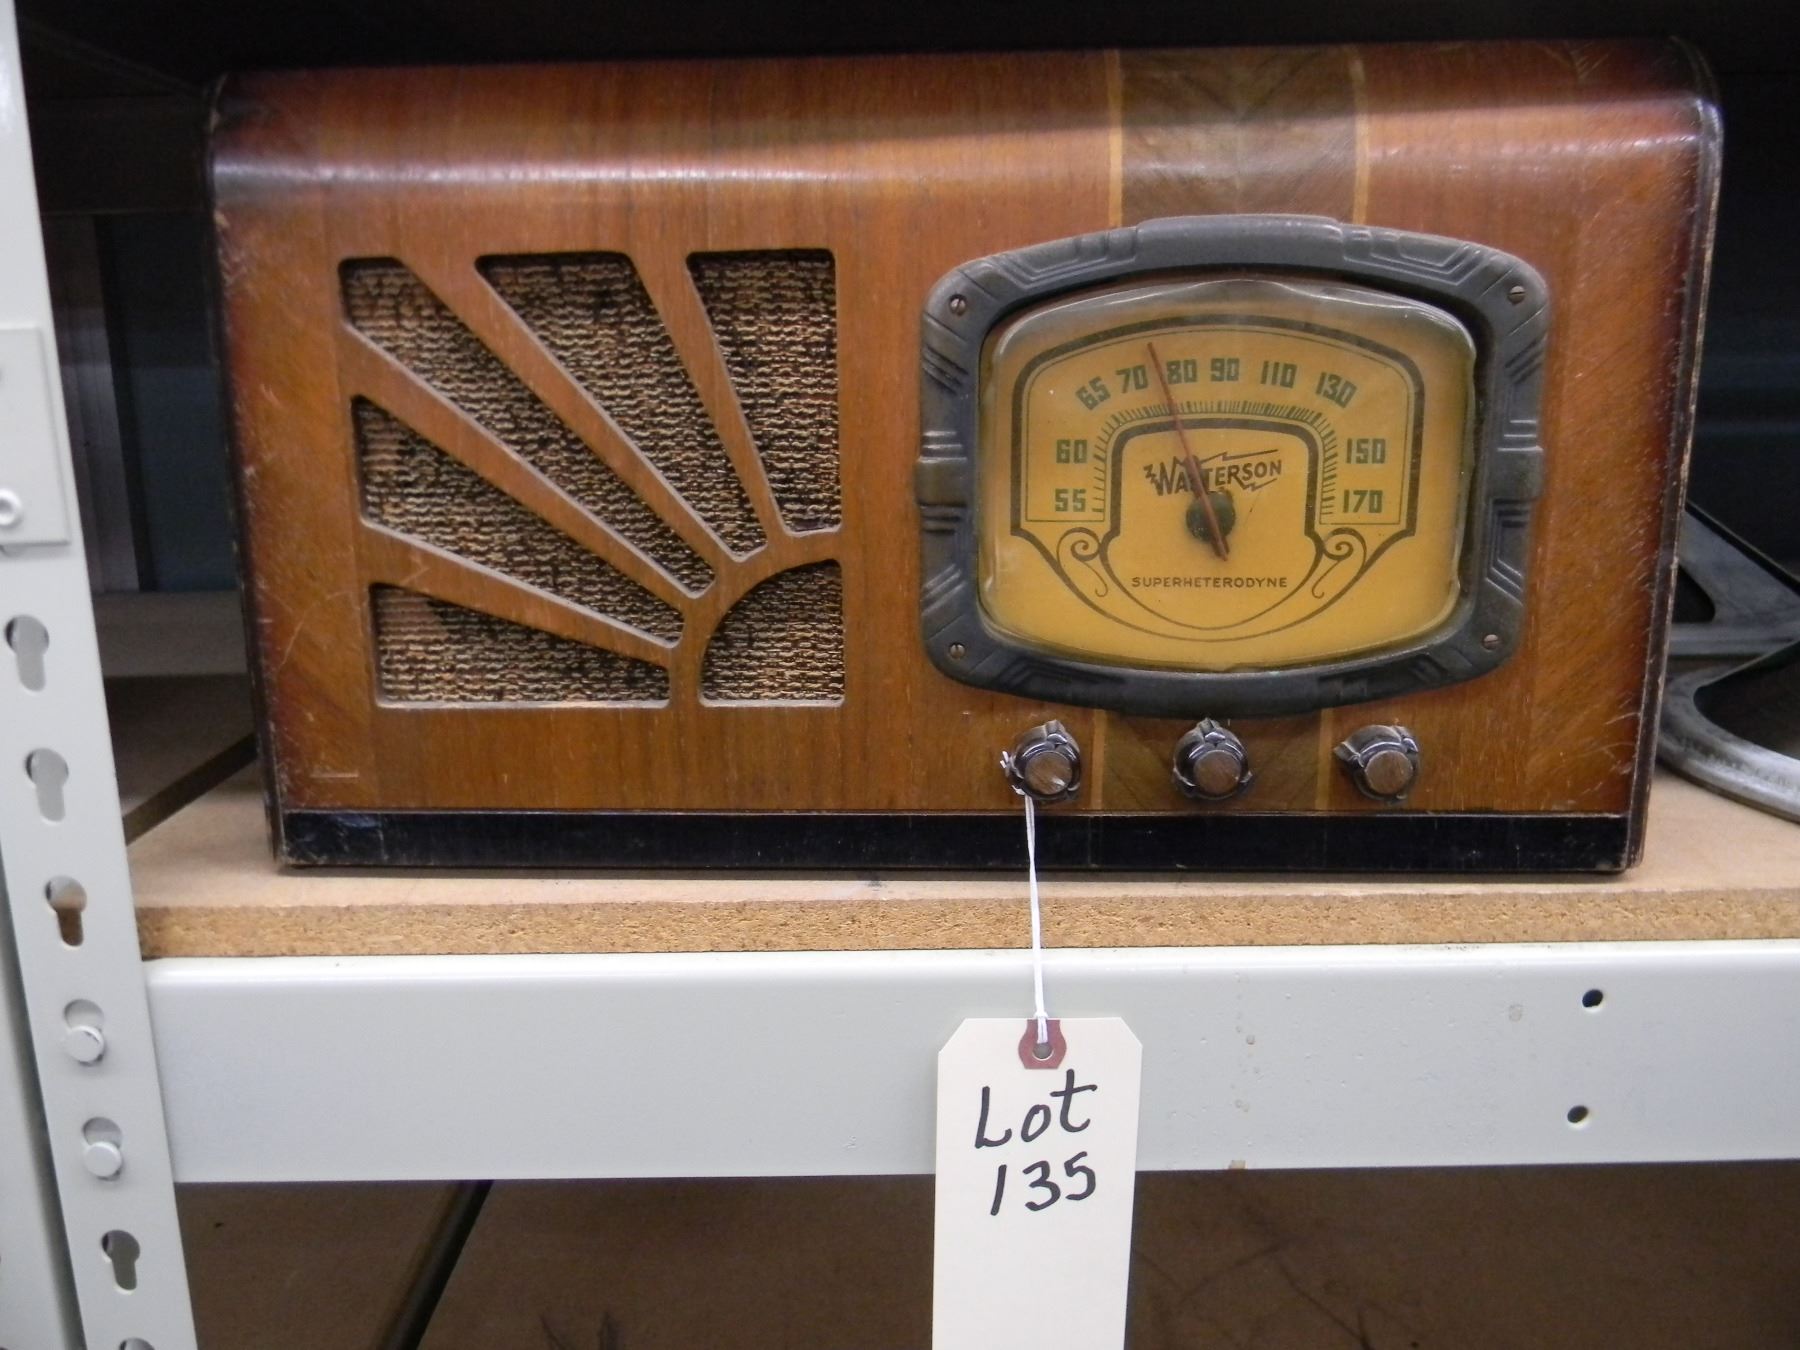 65 70 80 90 110 130
60 150
55 170
WATTERSON
SUPERHETERODYNE
Lot
135